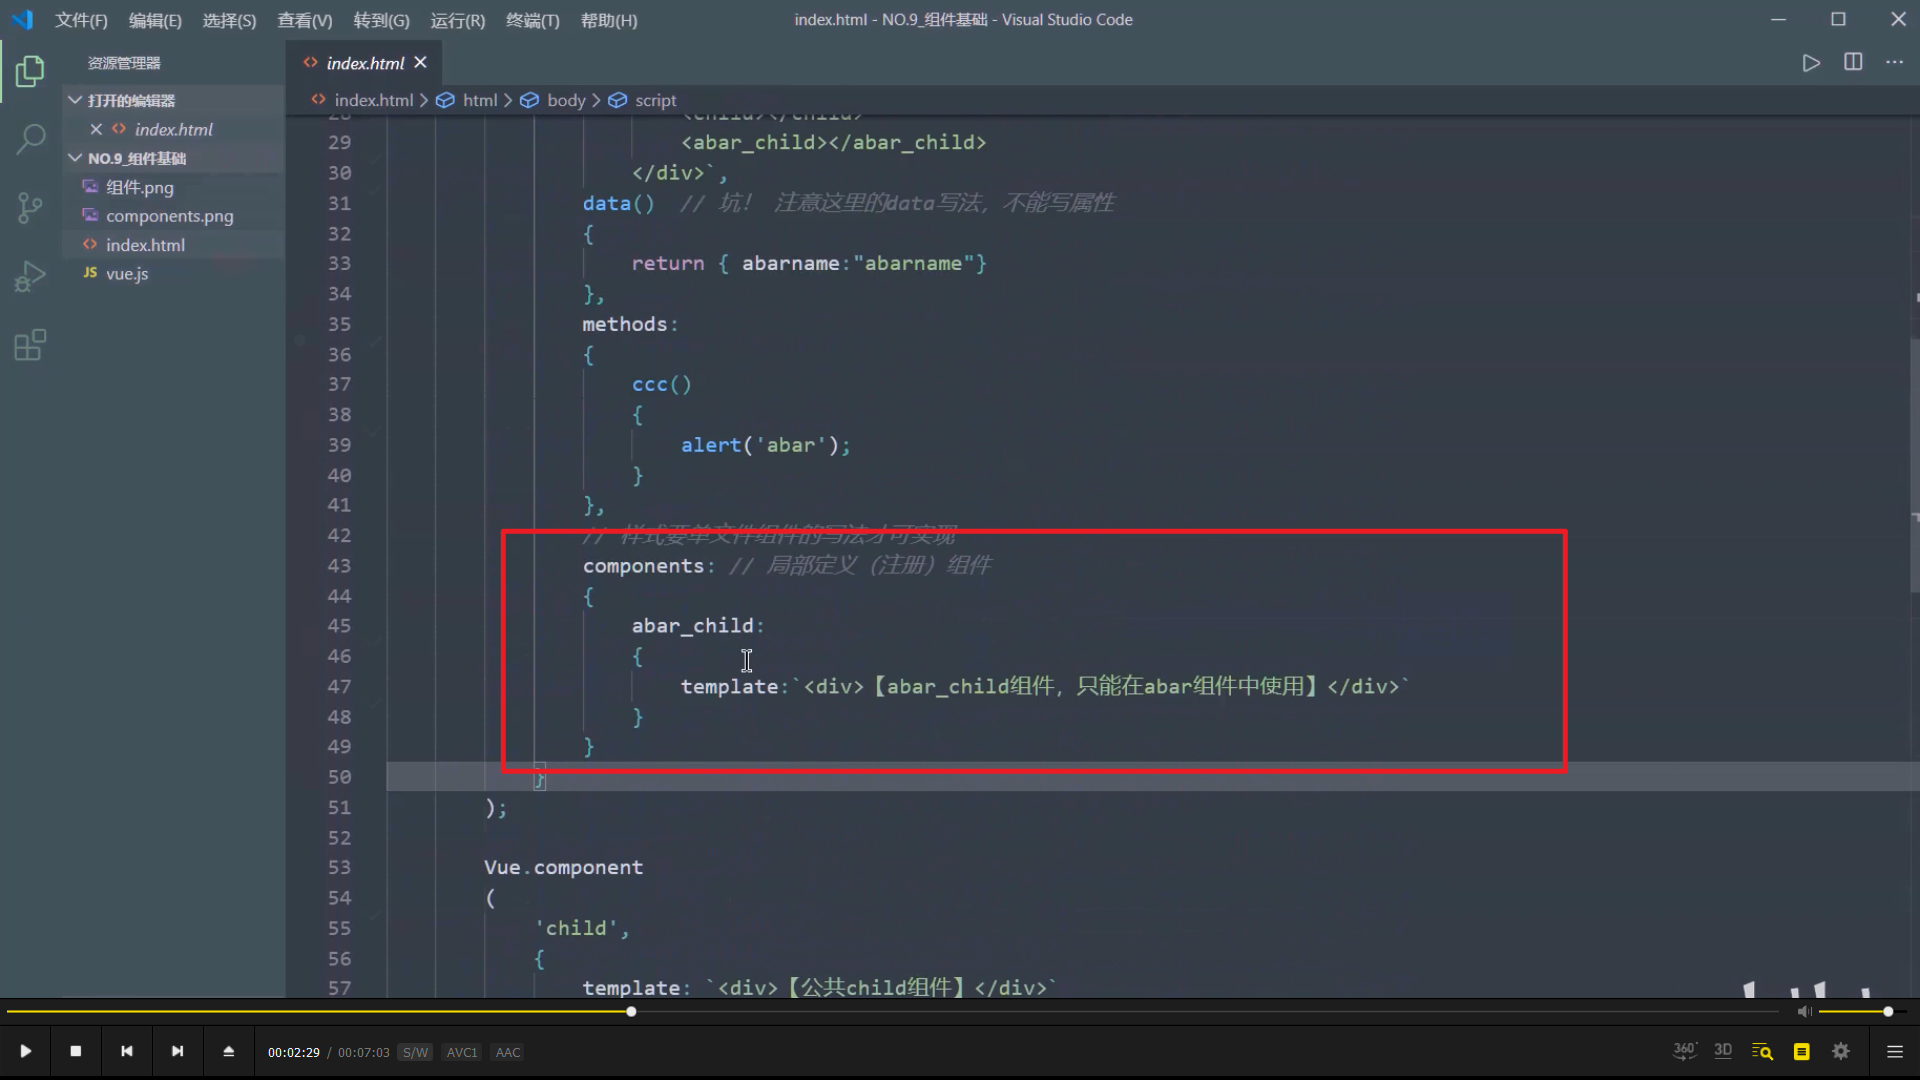 文件(F) 编辑(E) 选择(S) 查看(V) 转到(G) 运行(R) 终端(T) 帮助(H) index.html - NO.9_组件基础 - Visual Studio Code
资源管理器
index.html
打开的编辑器
index.html > html > body > script
index.html
NO.9_组件基础
组件.png
components.png
index.html
JS vue.js
28 <child></child>
29 <abar_child></abar_child>
30 </div>`,
31 data() // 坑! 注意这里的data写法，不能写属性
32 {
33 return { abarname:"abarname"}
34 },
35 methods:
36 {
37 ccc()
38 {
39 alert('abar');
40 }
41 },
42 // 样式要单文件组件的写法才可实现
43 components: // 局部定义（注册）组件
44 {
45 abar_child:
46 {
47 template:`<div>【abar_child组件，只能在abar组件中使用】</div>`
48 }
49 }
50 }
51 );
52
53 Vue.component
54 (
55 'child',
56 {
57 template: `<div>【公共child组件】</div>`
00:02:29 / 00:07:03 S/W AVC1 AAC
360° 3D